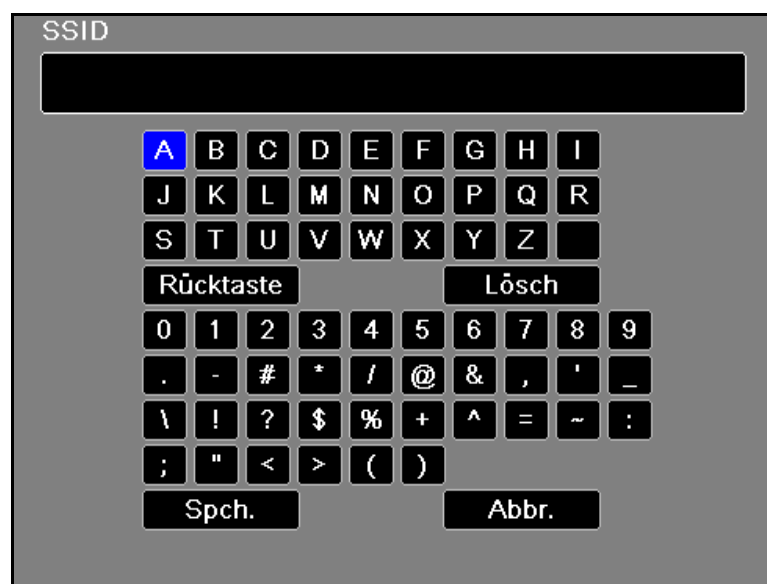 SSID
A B C D E F G H I
J K L M N O P Q R
S T U V W X Y Z
Rücktaste Lösch
0 1 2 3 4 5 6 7 8 9
. - # * / @ & , ' _
\ ! ? $ % + ^ = ~ :
; " < > ( )
Spch. Abbr.